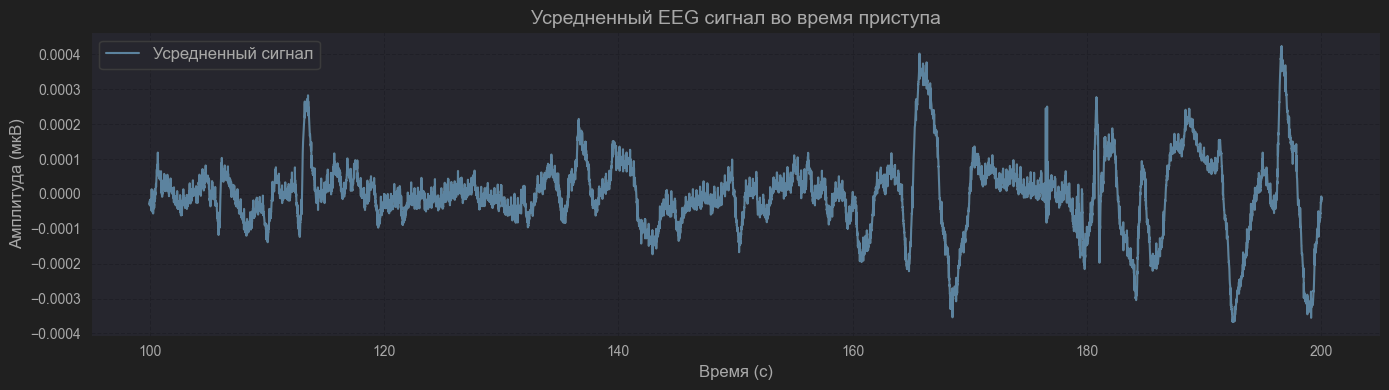 Усредненный EEG сигнал во время приступа
Усредненный сигнал
Амплитуда (мкВ)
0.0004
0.0003
0.0002
0.0001
0.0000
−0.0001
−0.0002
−0.0003
−0.0004
100 120 140 160 180 200
Время (с)